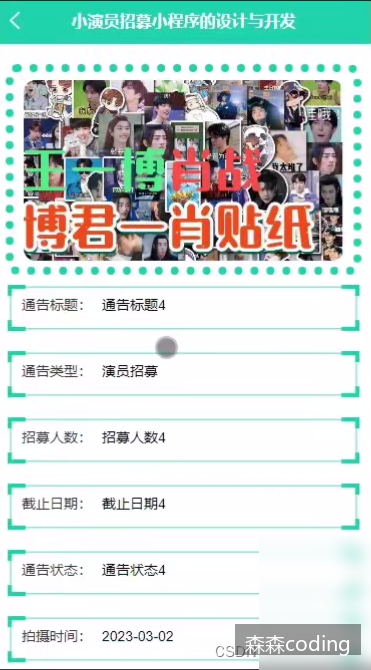 小演员招募小程序的设计与开发
王一博肖战
博君一肖贴纸
通告标题： 通告标题4
通告类型： 演员招募
招募人数： 招募人数4
截止日期： 截止日期4
通告状态： 通告状态4
拍摄时间： 2023-03-02
森森coding